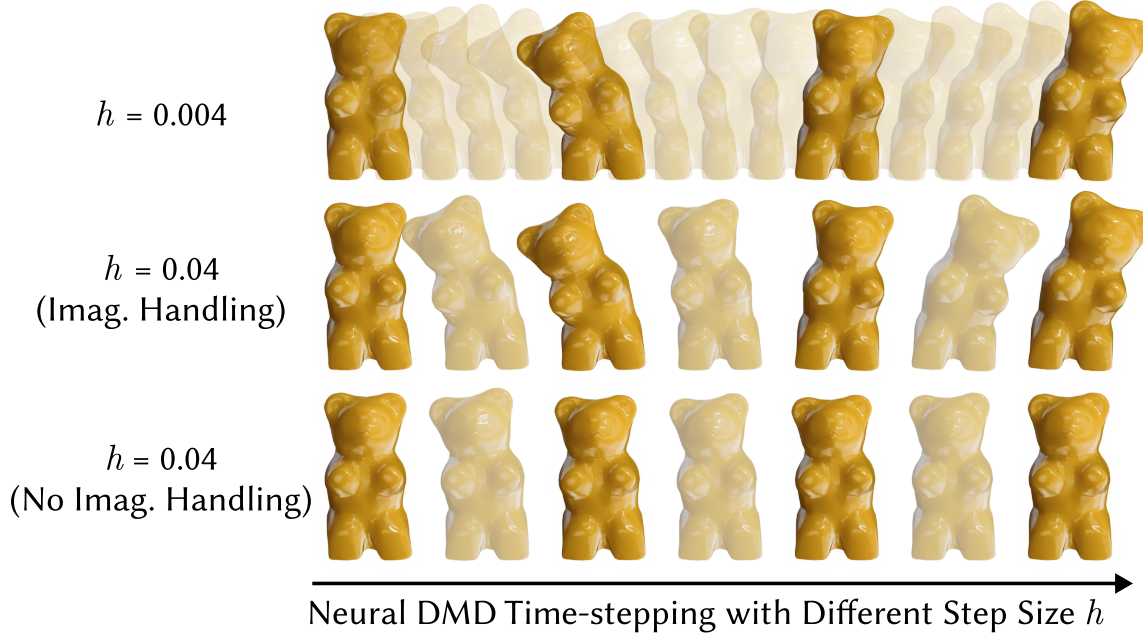 h = 0.004
h = 0.04
(Imag. Handling)
h = 0.04
(No Imag. Handling)
Neural DMD Time-stepping with Different Step Size h